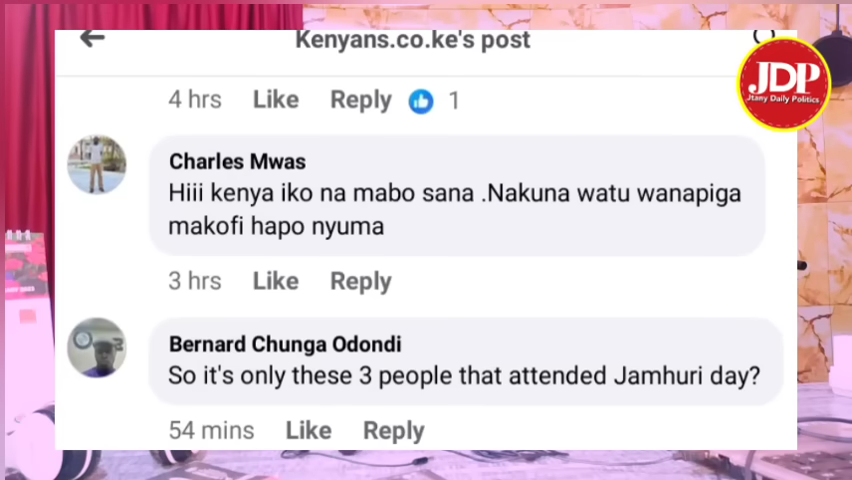 Kenyans.co.ke's post
JDP
Jtany Daily Politics
4 hrs Like Reply 1
Charles Mwas
Hiii kenya iko na mabo sana .Nakuna watu wanapiga
makofi hapo nyuma
3 hrs Like Reply
Bernard Chunga Odondi
So it's only these 3 people that attended Jamhuri day?
54 mins Like Reply